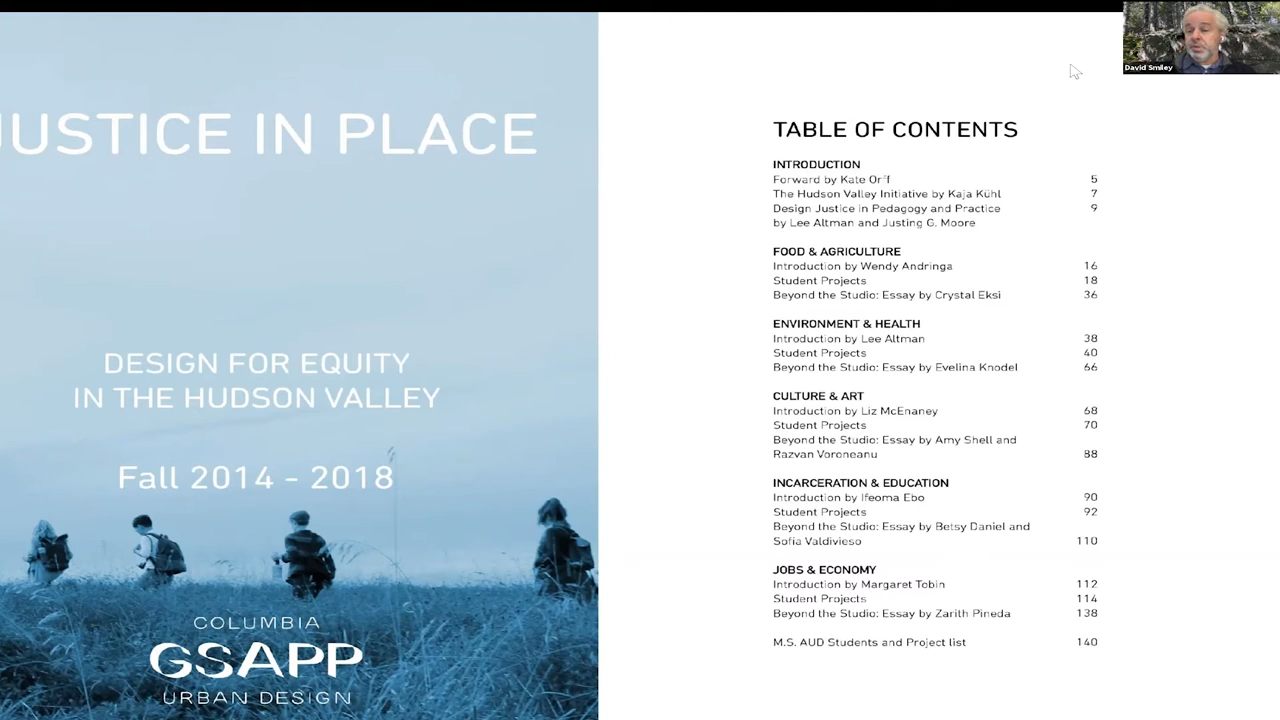 JUSTICE IN PLACE
DESIGN FOR EQUITY
IN THE HUDSON VALLEY
Fall 2014 - 2018
COLUMBIA
GSAPP
URBAN DESIGN
David Smiley
TABLE OF CONTENTS
INTRODUCTION
Forward by Kate Orff 5
The Hudson Valley Initiative by Kaja Kühl 7
Design Justice in Pedagogy and Practice 9
by Lee Altman and Justing G. Moore
FOOD & AGRICULTURE
Introduction by Wendy Andringa 16
Student Projects 18
Beyond the Studio: Essay by Crystal Eksi 36
ENVIRONMENT & HEALTH
Introduction by Lee Altman 38
Student Projects 40
Beyond the Studio: Essay by Evelina Knodel 66
CULTURE & ART
Introduction by Liz McEnaney 68
Student Projects 70
Beyond the Studio: Essay by Amy Shell and
Razvan Voroneanu 88
INCARCERATION & EDUCATION
Introduction by Ifeoma Ebo 90
Student Projects 92
Beyond the Studio: Essay by Betsy Daniel and
Sofia Valdivieso 110
JOBS & ECONOMY
Introduction by Margaret Tobin 112
Student Projects 114
Beyond the Studio: Essay by Zarith Pineda 138
M.S. AUD Students and Project list 140